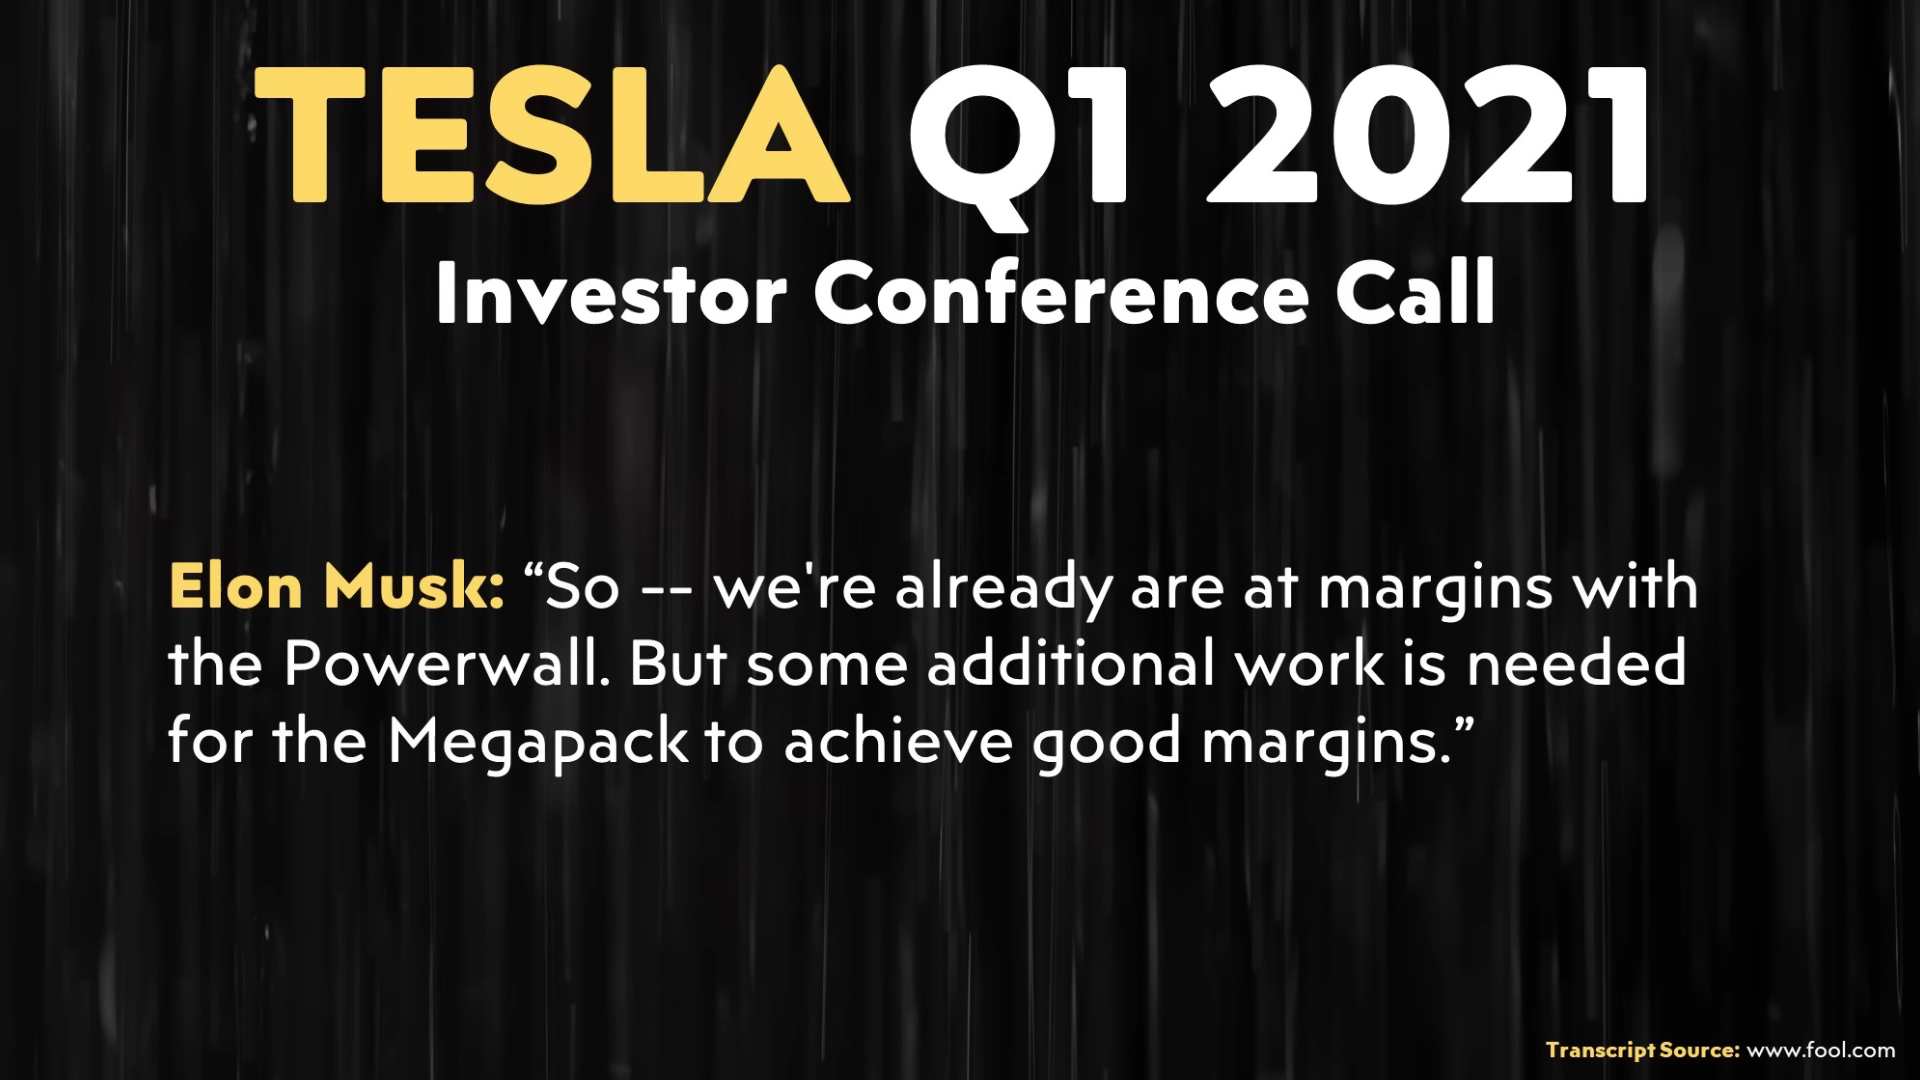 TESLA Q1 2021
Investor Conference Call
Elon Musk: “So -- we're already are at margins with
the Powerwall. But some additional work is needed
for the Megapack to achieve good margins.”
Transcript Source: www.fool.com